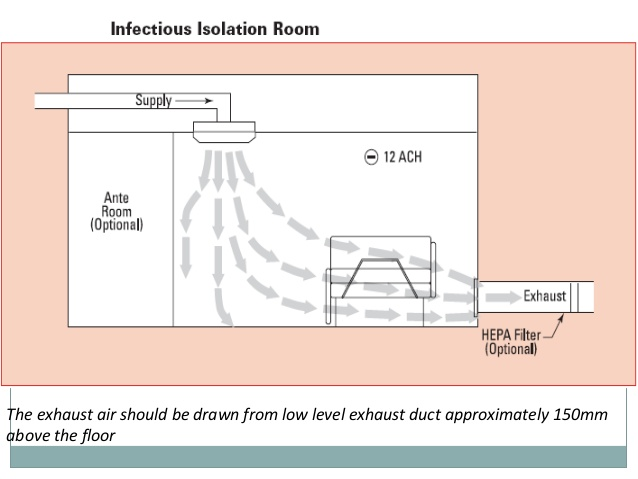 Infectious Isolation Room
Supply
⊖ 12 ACH
Ante
Room
(Optional)
Exhaust
HEPA Filter
(Optional)
The exhaust air should be drawn from low level exhaust duct approximately 150mm
above the floor